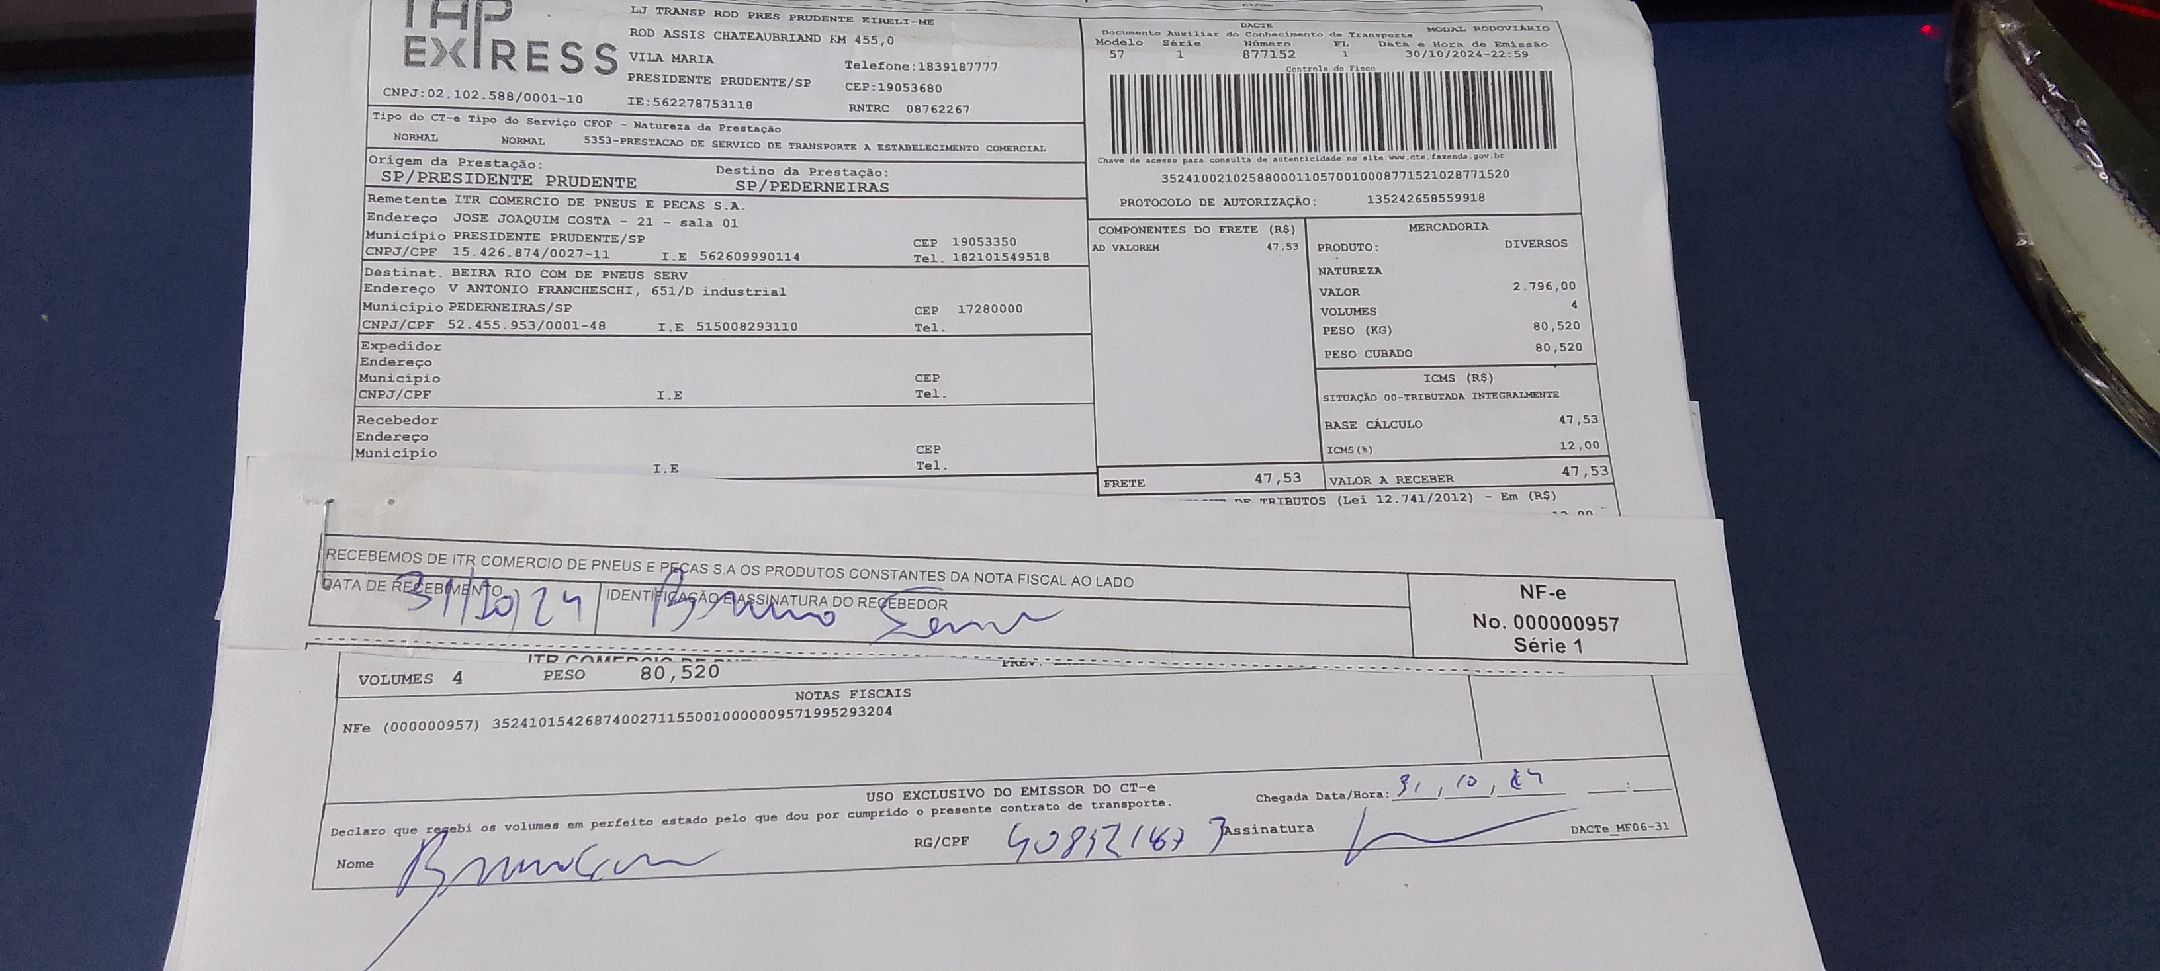 EXPRESS
LJ TRANSP ROD PRES PRUDENTE EIRELI-ME
ROD ASSIS CHATEAUBRIAND KM 455,0
VILA MARIA Telefone:1839187777
PRESIDENTE PRUDENTE/SP CEP:19053680
CNPJ:02.102.588/0001-10 IE:562278753118 RNTRC 08762267
DACTE
Documento Auxiliar do Conhecimento de Transporte MODAL RODOVIÁRIO
Modelo Série Número FL Data e Hora de Emissão
57 1 877152 1 30/10/2024-22:59
Controle do Fisco
Chave de acesso para consulta de autenticidade no site www.cte.fazenda.gov.br
35241002102588000110570010008771521028771520
PROTOCOLO DE AUTORIZAÇÃO: 135242658559918
Tipo do CT-e Tipo do Serviço CFOP - Natureza da Prestação
NORMAL NORMAL 5353-PRESTACAO DE SERVICO DE TRANSPORTE A ESTABELECIMENTO COMERCIAL
Origem da Prestação: Destino da Prestação:
SP/PRESIDENTE PRUDENTE SP/PEDERNEIRAS
Remetente ITR COMERCIO DE PNEUS E PECAS S.A.
Endereço JOSE JOAQUIM COSTA - 21 - sala 01
Município PRESIDENTE PRUDENTE/SP CEP 19053350
CNPJ/CPF 15.426.874/0027-11 I.E 562609990114 Tel. 182101549518
Destinat. BEIRA RIO COM DE PNEUS SERV
Endereço V ANTONIO FRANCHESCHI, 651/D industrial
Município PEDERNEIRAS/SP CEP 17280000
CNPJ/CPF 52.455.953/0001-48 I.E 515008293110 Tel.
Expedidor
Endereço
Município CEP
CNPJ/CPF I.E Tel.
Recebedor
Endereço
Município CEP
I.E Tel.
COMPONENTES DO FRETE (R$)
AD VALOREM 47,53
FRETE 47,53
MERCADORIA
PRODUTO: DIVERSOS
NATUREZA
VALOR 2.796,00
VOLUMES 4
PESO (KG) 80,520
PESO CUBADO 80,520
ICMS (R$)
SITUAÇÃO 00-TRIBUTADA INTEGRALMENTE
BASE CÁLCULO 47,53
ICMS(%) 12,00
VALOR A RECEBER 47,53
DE TRIBUTOS (Lei 12.741/2012) - Em (R$)
RECEBEMOS DE ITR COMERCIO DE PNEUS E PEÇAS S.A OS PRODUTOS CONSTANTES DA NOTA FISCAL AO LADO
DATA DE RECEBIMENTO IDENTIFICAÇÃO E ASSINATURA DO RECEBEDOR
31/10/24 Bruno
NF-e
No. 000000957
Série 1
ITR COMERCIO DE
VOLUMES 4 PESO 80,520
NOTAS FISCAIS
NFe (000000957) 35241015426874002711550010000009571995293204
USO EXCLUSIVO DO EMISSOR DO CT-e
Declaro que recebi os volumes em perfeito estado pelo que dou por cumprido o presente contrato de transporte.
Chegada Data/Hora: 31, 10, 24 :
Nome RG/CPF Assinatura
DACTe_MF06-31